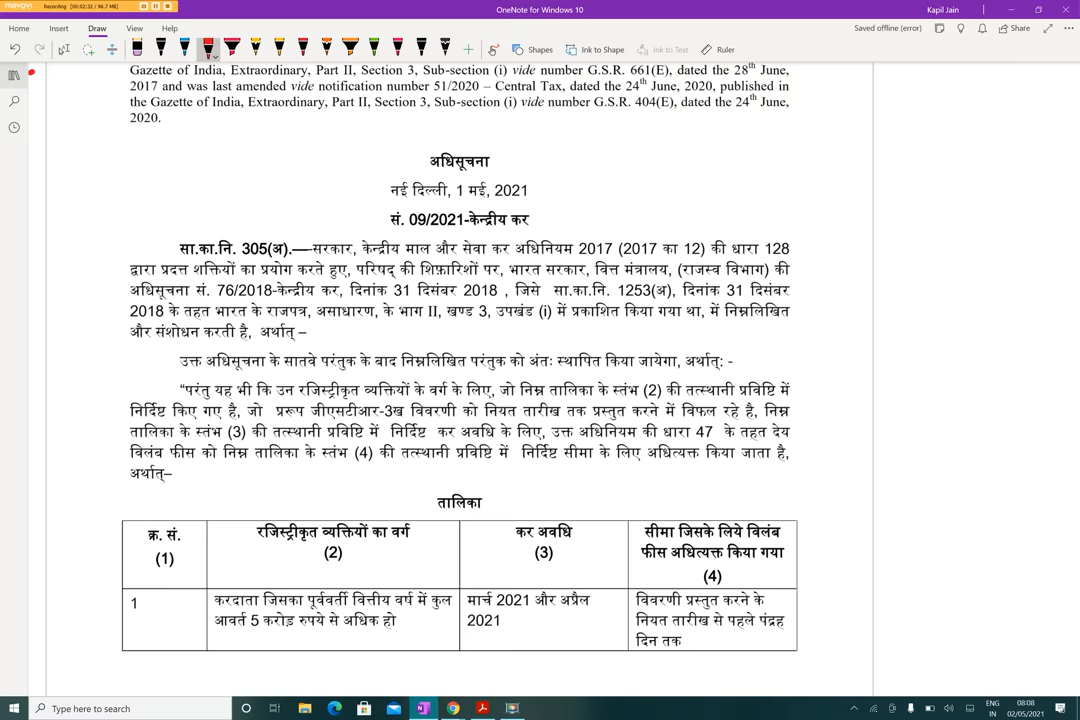 Recording [00:02:32 / 96.7 MB]
OneNote for Windows 10
Kapil Jain
Home Insert Draw View Help
Saved offline (error)
Share
Shapes Ink to Shape Ink to Text Ruler
Gazette of India, Extraordinary, Part II, Section 3, Sub-section (i) vide number G.S.R. 661(E), dated the 28th June,
2017 and was last amended vide notification number 51/2020 – Central Tax, dated the 24th June, 2020, published in
the Gazette of India, Extraordinary, Part II, Section 3, Sub-section (i) vide number G.S.R. 404(E), dated the 24th June,
2020.
अधिसूचना
नई दिल्ली, 1 मई, 2021
सं. 09/2021-केन्द्रीय कर
सा.का.नि. 305(अ).—सरकार, केन्द्रीय माल और सेवा कर अधिनियम 2017 (2017 का 12) की धारा 128
द्वारा प्रदत्त शक्तियों का प्रयोग करते हुए, परिषद् की शिफ़ारिशों पर, भारत सरकार, वित्त मंत्रालय, (राजस्व विभाग) की
अधिसूचना सं. 76/2018-केन्द्रीय कर, दिनांक 31 दिसंबर 2018 , जिसे सा.का.नि. 1253(अ), दिनांक 31 दिसंबर
2018 के तहत भारत के राजपत्र, असाधारण, के भाग II, खण्ड 3, उपखंड (i) में प्रकाशित किया गया था, में निम्नलिखित
और संशोधन करती है, अर्थात् –
उक्त अधिसूचना के सातवे परंतुक के बाद निम्नलिखित परंतुक को अंतः स्थापित किया जायेगा, अर्थात्: -
“परंतु यह भी कि उन रजिस्ट्रीकृत व्यक्तियों के वर्ग के लिए, जो निम्न तालिका के स्तंभ (2) की तत्स्थानी प्रविष्टि में
निर्दिष्ट किए गए है, जो प्ररूप जीएसटीआर-3ख विवरणी को नियत तारीख तक प्रस्तुत करने में विफल रहे है, निम्न
तालिका के स्तंभ (3) की तत्स्थानी प्रविष्टि में निर्दिष्ट कर अवधि के लिए, उक्त अधिनियम की धारा 47 के तहत देय
विलंब फीस को निम्न तालिका के स्तंभ (4) की तत्स्थानी प्रविष्टि में निर्दिष्ट सीमा के लिए अधित्यक्त किया जाता है,
अर्थात्–
तालिका
क्र. सं.
(1)
रजिस्ट्रीकृत व्यक्तियों का वर्ग
(2)
कर अवधि
(3)
सीमा जिसके लिये विलंब
फीस अधित्यक्त किया गया
(4)
1
करदाता जिसका पूर्ववर्ती वित्तीय वर्ष में कुल
आवर्त 5 करोड़ रुपये से अधिक हो
मार्च 2021 और अप्रैल
2021
विवरणी प्रस्तुत करने के
नियत तारीख से पहले पंद्रह
दिन तक
Type here to search
ENG
IN
08:08
02/05/2021